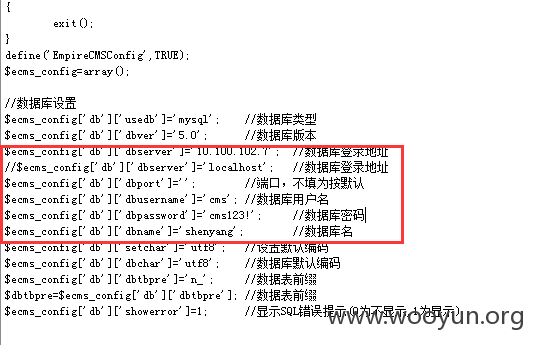 {
exit();
}
define('EmpireCMSConfig',TRUE);
$ecms_config=array();
//数据库设置
$ecms_config['db']['usedb']='mysql'; //数据库类型
$ecms_config['db']['dbver']='5.0'; //数据库版本
$ecms_config['db']['dbserver']='10.100.102.7'; //数据库登录地址
//$ecms_config['db']['dbserver']='localhost'; //数据库登录地址
$ecms_config['db']['dbport']=''; //端口，不填为按默认
$ecms_config['db']['dbusername']='cms'; //数据库用户名
$ecms_config['db']['dbpassword']='cms123!'; //数据库密码
$ecms_config['db']['dbname']='shenyang'; //数据库名
$ecms_config['db']['setchar']='utf8'; //设置默认编码
$ecms_config['db']['dbchar']='utf8'; //数据库默认编码
$ecms_config['db']['dbtbpre']='n_'; //数据表前缀
$dbtbpre=$ecms_config['db']['dbtbpre']; //数据表前缀
$ecms_config['db']['showerror']=1; //显示SQL错误提示(0为不显示,1为显示)
www.wooyun.org